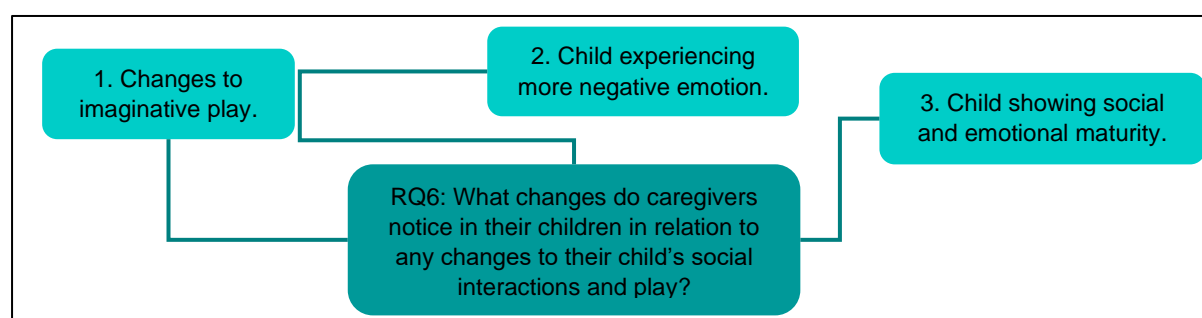 1. Changes to
imaginative play.
2. Child experiencing
more negative emotion.
3. Child showing social
and emotional maturity.
RQ6: What changes do caregivers
notice in their children in relation to
any changes to their child’s social
interactions and play?